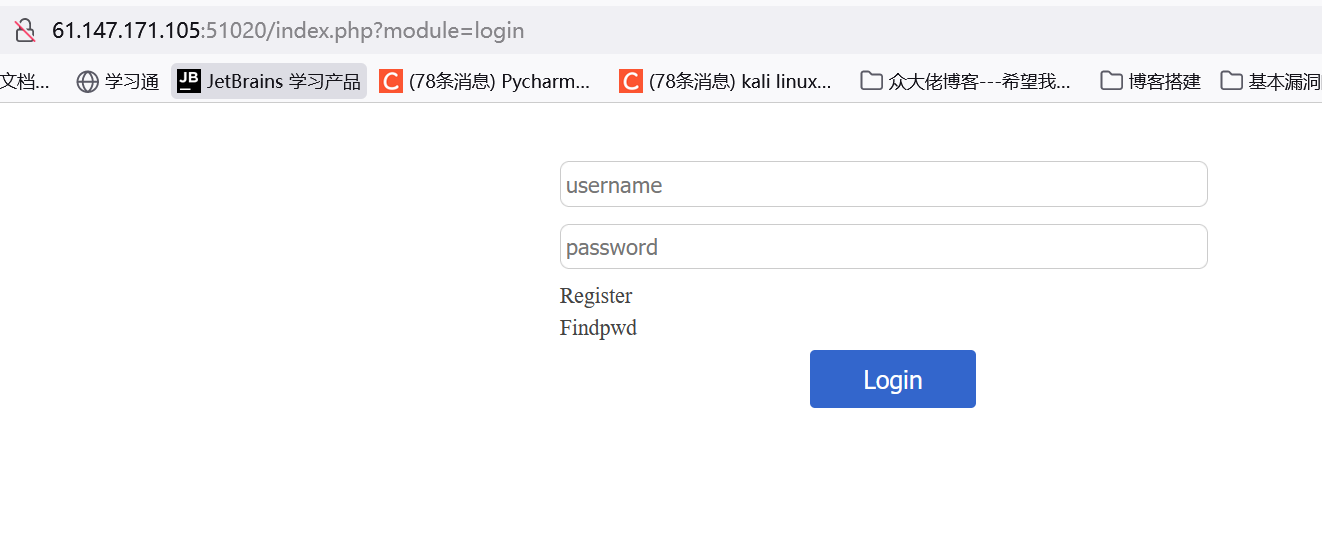 61.147.171.105:51020/index.php?module=login
文档... 学习通 JB JetBrains 学习产品 C (78条消息) Pycharm... C (78条消息) kali linux... 众大佬博客---希望我... 博客搭建 基本漏洞
username
password
Register
Findpwd
Login